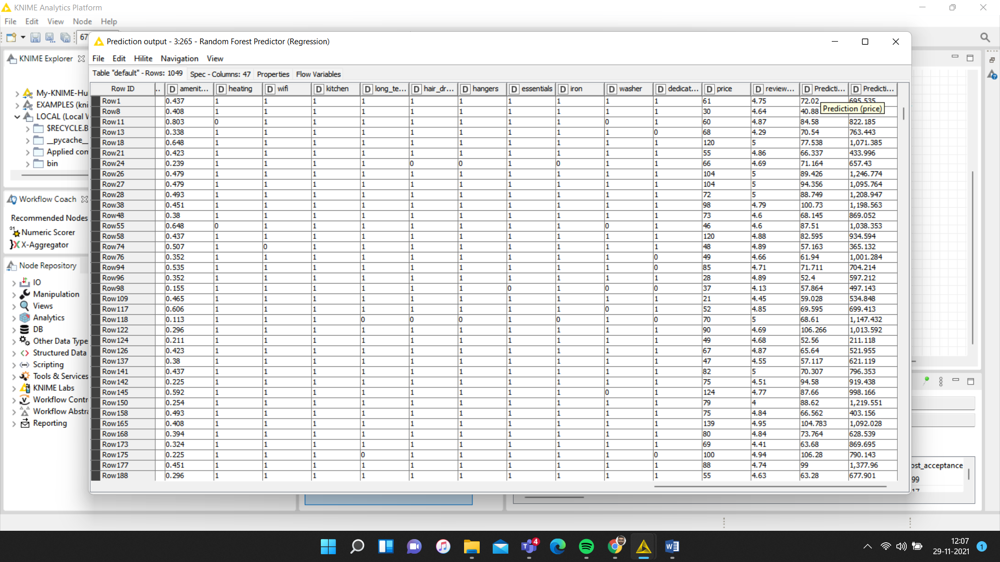 KNIME Analytics Platform
File Edit View Node Help
67
Prediction output - 3:265 - Random Forest Predictor (Regression)
File Edit Hilite Navigation View
Table "default" - Rows: 1049 Spec - Columns: 47 Properties Flow Variables
Row ID .. D amenit... D heating D wifi D kitchen D long_te... D hair_dr... D hangers D essentials D iron D washer D dedicat... D price D review... D Predicti... D Predicti...
Row1 0.437 1 1 1 1 1 1 1 1 1 1 61 4.75 72.02 695.535
Prediction (price)
Row8 0.408 1 1 1 1 1 1 1 1 1 1 30 4.64 40.88
Row11 0.803 0 1 1 1 1 1 1 1 0 1 60 4.87 84.58 822.185
Row13 0.338 1 1 1 1 1 1 1 1 1 0 68 4.29 70.54 763.443
Row18 0.648 1 1 1 1 1 1 1 1 1 1 120 5 77.538 1,071.385
Row21 0.423 1 1 1 1 1 1 1 1 1 1 55 4.86 66.337 433.996
Row24 0.239 1 1 1 1 0 0 1 0 1 1 66 4.69 71.164 657.43
Row26 0.479 1 1 1 1 1 1 1 1 1 1 104 5 89.426 1,246.774
Row27 0.479 1 1 1 1 1 1 1 1 1 1 104 5 94.356 1,095.764
Row28 0.493 1 1 1 1 1 1 1 1 1 1 72 5 88.749 1,208.947
Row38 0.451 1 1 1 1 1 1 1 1 1 1 98 4.79 100.73 1,198.563
Row48 0.38 1 1 1 1 1 1 1 1 1 1 73 4.6 68.145 869.052
Row55 0.648 0 1 1 1 1 1 1 1 0 1 46 4.6 87.51 1,038.353
Row58 0.437 1 1 1 1 1 1 1 1 1 1 120 4.88 82.595 934.594
Row74 0.507 1 0 1 1 1 1 1 1 1 1 48 4.89 57.163 365.132
Row76 0.352 1 1 1 1 1 1 1 1 1 0 49 4.66 61.94 1,001.284
Row94 0.535 1 1 1 1 1 1 1 1 1 0 85 4.71 71.711 704.214
Row96 0.352 1 1 1 1 1 1 1 1 1 1 28 4.89 52.4 597.212
Row98 0.155 1 1 1 1 1 1 0 1 0 0 37 4.13 57.864 497.143
Row109 0.465 1 1 1 1 1 1 1 1 1 1 21 4.45 59.028 534.848
Row117 0.606 1 1 1 1 1 1 1 1 0 1 52 4.85 69.595 699.413
Row118 0.113 1 1 1 0 0 0 1 0 1 0 70 5 68.61 1,147.432
Row122 0.296 1 1 1 1 1 1 1 1 1 1 90 4.69 106.266 1,013.592
Row124 0.211 1 1 1 1 1 1 1 1 1 1 49 4.68 52.56 211.118
Row126 0.423 1 1 1 1 1 1 1 1 1 1 67 4.87 65.64 521.955
Row137 0.38 1 1 1 1 1 1 1 1 1 1 47 4.55 57.117 621.119
Row141 0.437 1 1 1 1 1 1 1 1 1 1 82 5 70.307 796.353
Row142 0.225 1 1 1 1 1 1 1 1 1 1 75 4.51 94.58 919.438
Row145 0.592 1 1 1 1 1 1 1 1 0 1 124 4.77 87.66 998.166
Row150 0.254 1 1 1 1 1 1 1 1 1 1 79 4 88.62 1,219.551
Row158 0.493 1 1 1 1 1 1 1 1 1 1 75 4.84 66.562 403.156
Row165 0.408 1 1 1 1 1 1 1 1 1 1 139 4.95 104.783 1,092.028
Row168 0.394 1 1 1 1 1 1 1 1 1 1 80 4.84 73.764 628.539
Row173 0.324 1 1 1 1 1 1 1 1 1 1 69 4.41 63.68 869.695
Row175 0.225 1 1 1 0 1 1 1 1 1 0 100 4.94 106.28 790.143
Row177 0.451 1 1 1 1 1 1 1 1 1 1 88 4.74 99 1,377.96
Row188 0.296 1 1 1 1 1 1 1 1 1 1 55 4.63 63.28 677.901
KNIME Explorer
My-KNIME-Hu
EXAMPLES (kni
LOCAL (Local W
$RECYCLE.B
__pycache_
Applied con
bin
Workflow Coach
Recommended Nodes
31 Numeric Scorer
X-Aggregator
Node Repository
IO
Manipulation
Views
Analytics
DB
Other Data Type
Structured Data
Scripting
Tools & Services
KNIME Labs
Workflow Contr
Workflow Abstra
Reporting
ost_acceptance
99
17
4
12:07
29-11-2021
1